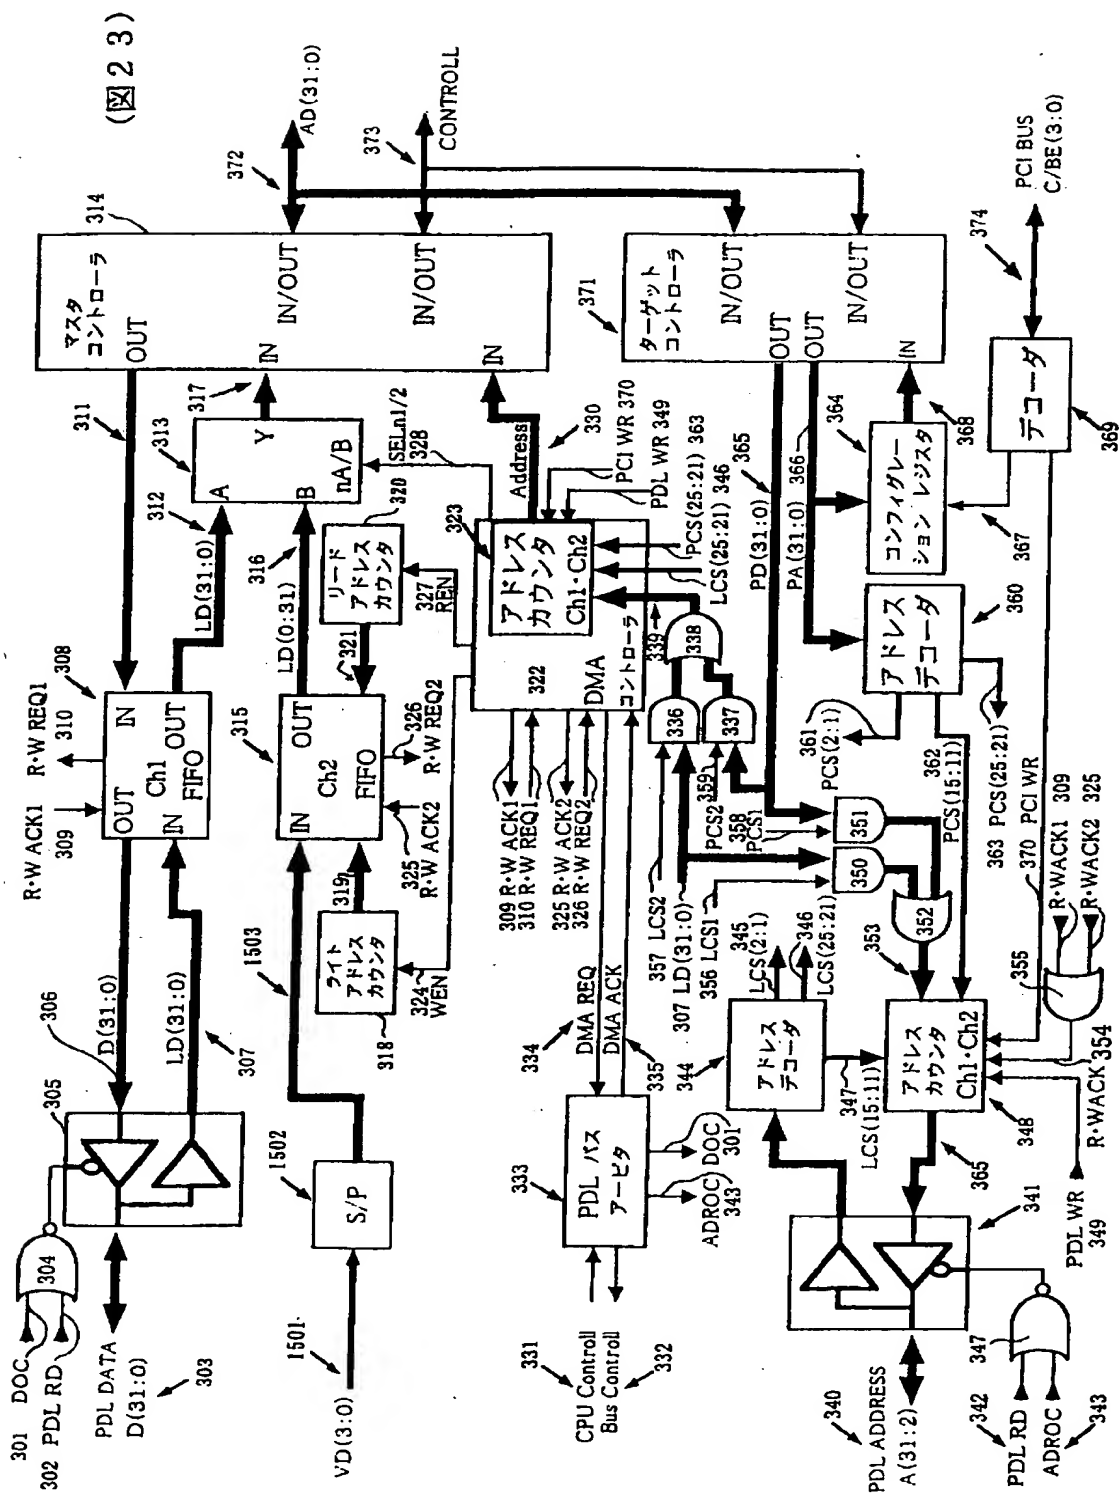 (図23)
301 DOC
302 PDL RD
304
PDL DATA
D(31:0)
303
305
306
D(31:0)
LD(31:0)
307
R·W ACK1
309
R·W REQ1
310
308
OUT
IN
Ch1
FIFO
IN
OUT
311
LD(31:0)
312
313
A
B
Y
nA/B
317
314
マスタ
コントローラ
OUT
IN
IN/OUT
IN/OUT
IN
372
AD(31:0)
373
CONTROLL
VD(3:0)
1501
1502
S/P
1503
315
IN
OUT
Ch2
FIFO
LD(0:31)
316
319
ライト
アドレス
カウンタ
318
324
WEN
325
R·W ACK2
326
R·W REQ2
321
リード
アドレス
カウンタ
320
327
REN
SELn1/2
328
323
アドレス
カウンタ
Ch1·Ch2
322
DMA
コントローラ
Address
330
PCI WR 370
PDL WR 349
PCS(25:21) 363
LCS(25:21) 346
339
338
336
337
309 R·W ACK1
310 R·W REQ1
325 R·W ACK2
326 R·W REQ2
331
CPU Controll
Bus Controll
332
333
PDL バス
アービタ
334
DMA REQ
DMA ACK
335
DOC
301
ADROC
343
357 LCS2
307 LD(31:0)
356 LCS1
359
PCS2
358
PCS1
350
351
352
353
PD(31:0)
365
PA(31:0)
366
371
ターゲット
コントローラ
IN/OUT
OUT
OUT
IN/OUT
IN
364
コンフィグレー
ション レジスタ
368
367
374
PCI BUS
C/BE(3:0)
デコーダ
369
360
アドレス
デコーダ
361
PCS(2:1)
362
PCS(15:11)
363 PCS(25:21)
370 PCI WR
R·WACK1 309
R·WACK2 325
355
344
アドレス
デコーダ
345
LCS(2:1)
346
LCS(25:21)
347
LCS(15:11)
アドレス
カウンタ
Ch1·Ch2
348
R·WACK 354
PDL WR
349
365
341
340
PDL ADDRESS
A(31:2)
347
342
PDL RD
ADROC
343